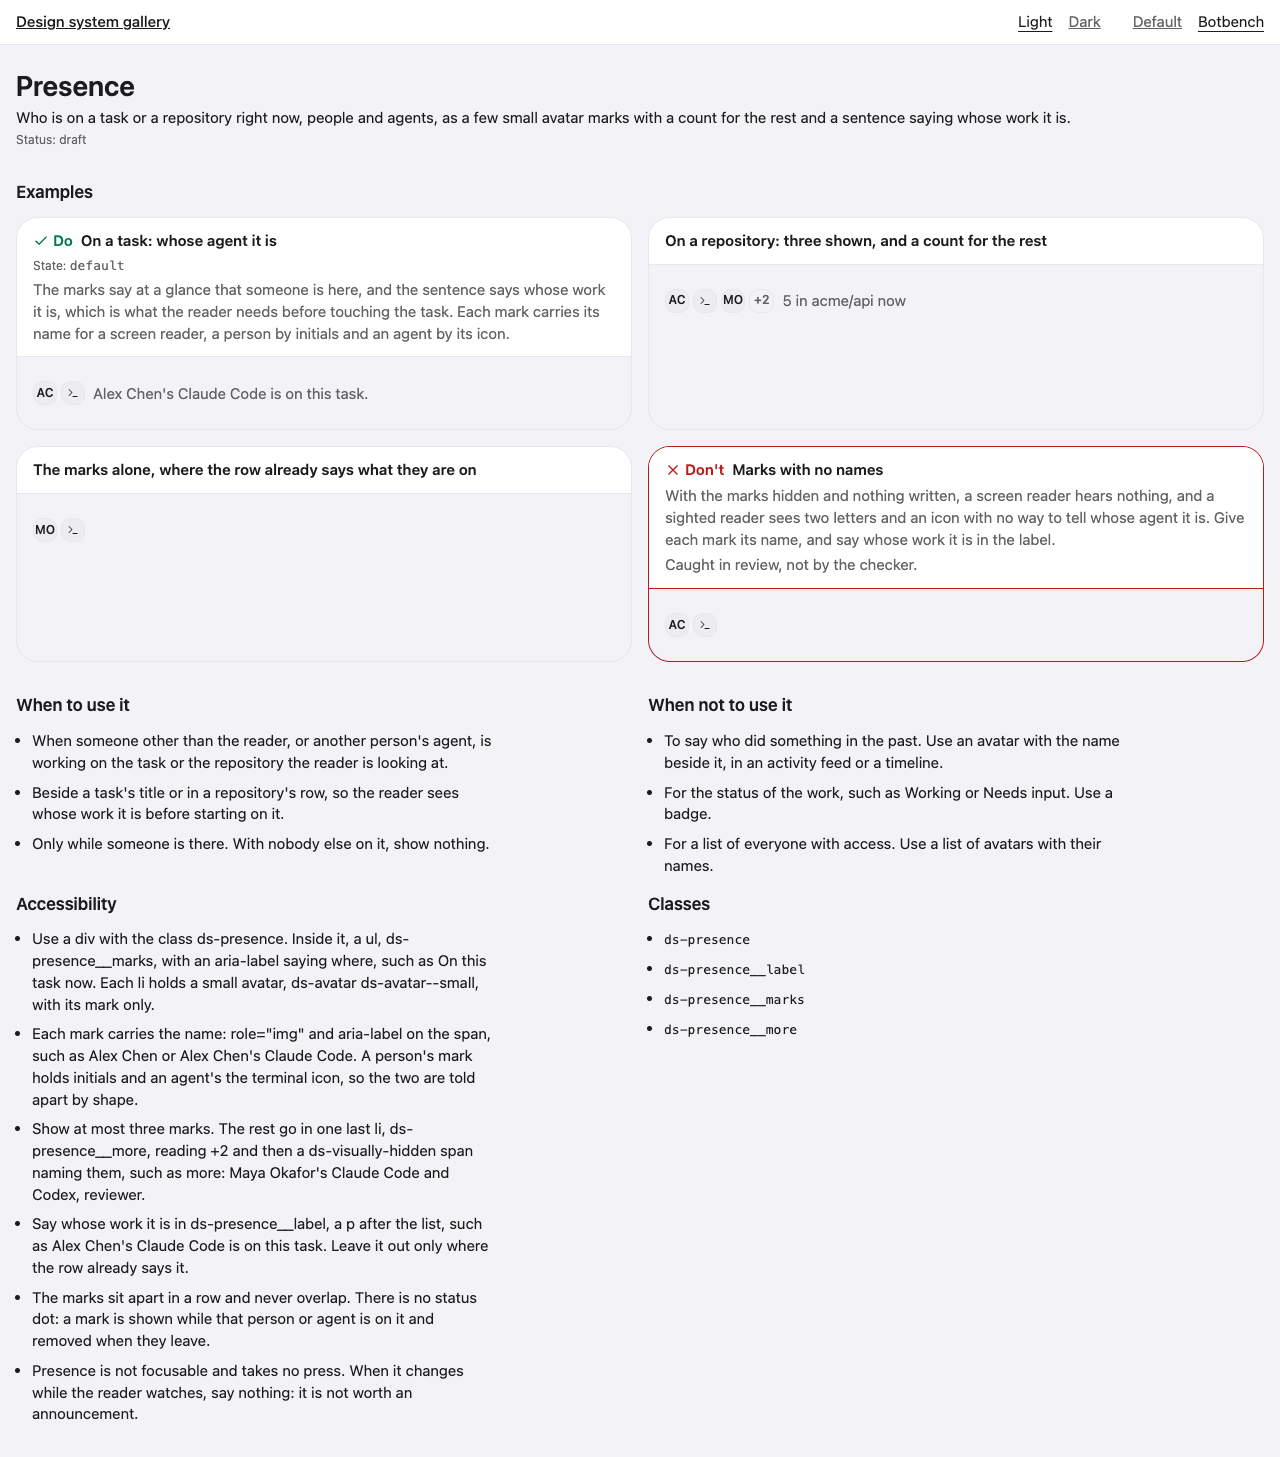 Design system gallery
Light Dark Default Botbench
Presence
Who is on a task or a repository right now, people and agents, as a few small avatar marks with a count for the rest and a sentence saying whose work it is.
Status: draft
Examples
Do On a task: whose agent it is
State: default
The marks say at a glance that someone is here, and the sentence says whose work
it is, which is what the reader needs before touching the task. Each mark carries its
name for a screen reader, a person by initials and an agent by its icon.
AC Alex Chen's Claude Code is on this task.
On a repository: three shown, and a count for the rest
AC MO +2 5 in acme/api now
The marks alone, where the row already says what they are on
MO
Don't Marks with no names
With the marks hidden and nothing written, a screen reader hears nothing, and a
sighted reader sees two letters and an icon with no way to tell whose agent it is. Give
each mark its name, and say whose work it is in the label.
Caught in review, not by the checker.
AC
When to use it
When someone other than the reader, or another person's agent, is
working on the task or the repository the reader is looking at.
Beside a task's title or in a repository's row, so the reader sees
whose work it is before starting on it.
Only while someone is there. With nobody else on it, show nothing.
When not to use it
To say who did something in the past. Use an avatar with the name
beside it, in an activity feed or a timeline.
For the status of the work, such as Working or Needs input. Use a
badge.
For a list of everyone with access. Use a list of avatars with their
names.
Accessibility
Use a div with the class ds-presence. Inside it, a ul, ds-
presence__marks, with an aria-label saying where, such as On this
task now. Each li holds a small avatar, ds-avatar ds-avatar--small,
with its mark only.
Each mark carries the name: role="img" and aria-label on the span,
such as Alex Chen or Alex Chen's Claude Code. A person's mark
holds initials and an agent's the terminal icon, so the two are told
apart by shape.
Show at most three marks. The rest go in one last li, ds-
presence__more, reading +2 and then a ds-visually-hidden span
naming them, such as more: Maya Okafor's Claude Code and
Codex, reviewer.
Say whose work it is in ds-presence__label, a p after the list, such
as Alex Chen's Claude Code is on this task. Leave it out only where
the row already says it.
The marks sit apart in a row and never overlap. There is no status
dot: a mark is shown while that person or agent is on it and
removed when they leave.
Presence is not focusable and takes no press. When it changes
while the reader watches, say nothing: it is not worth an
announcement.
Classes
ds-presence
ds-presence__label
ds-presence__marks
ds-presence__more